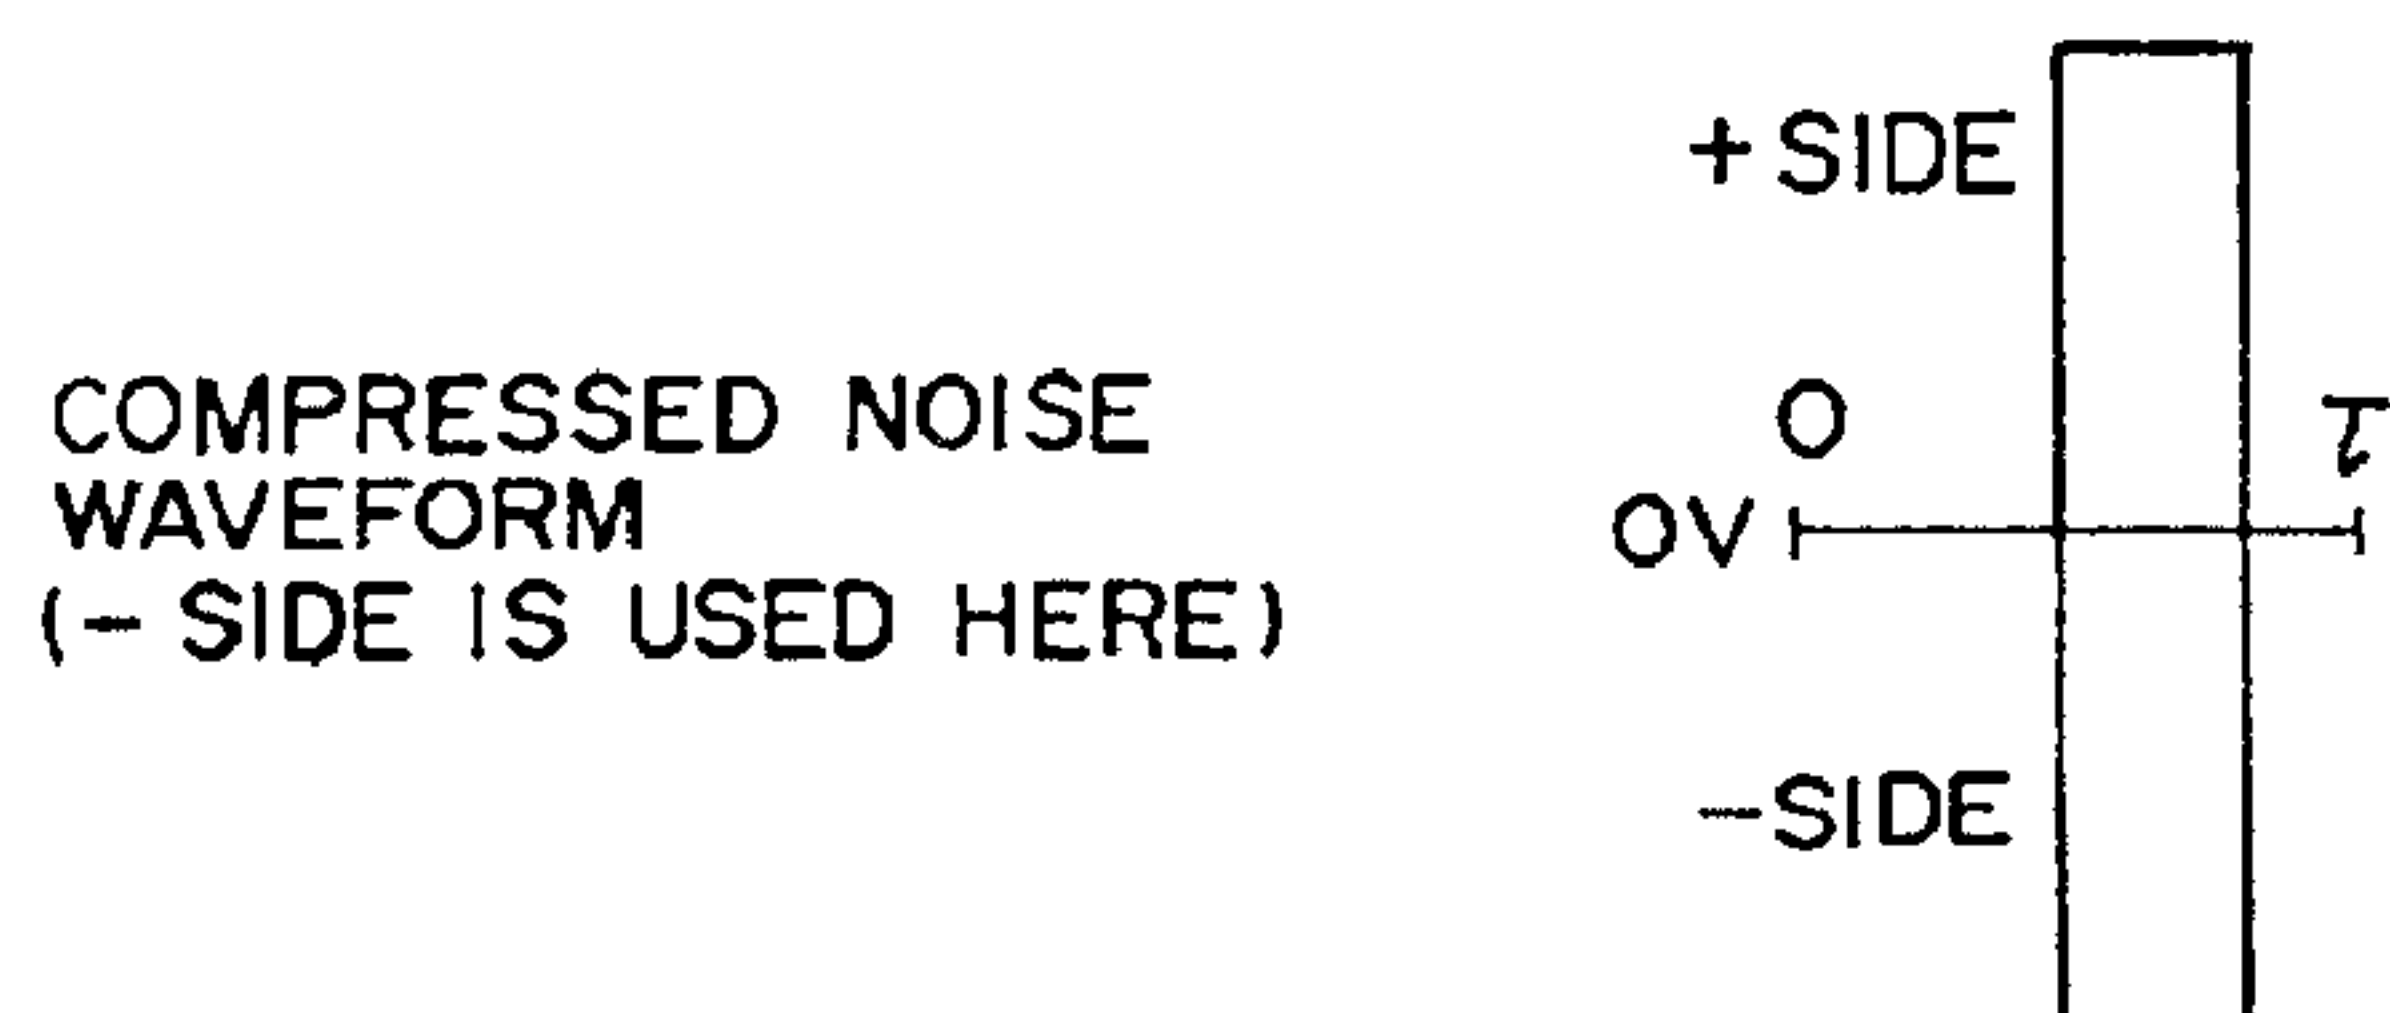 + SIDE
COMPRESSED NOISE
WAVEFORM
(- SIDE IS USED HERE)
O τ
OV
-SIDE